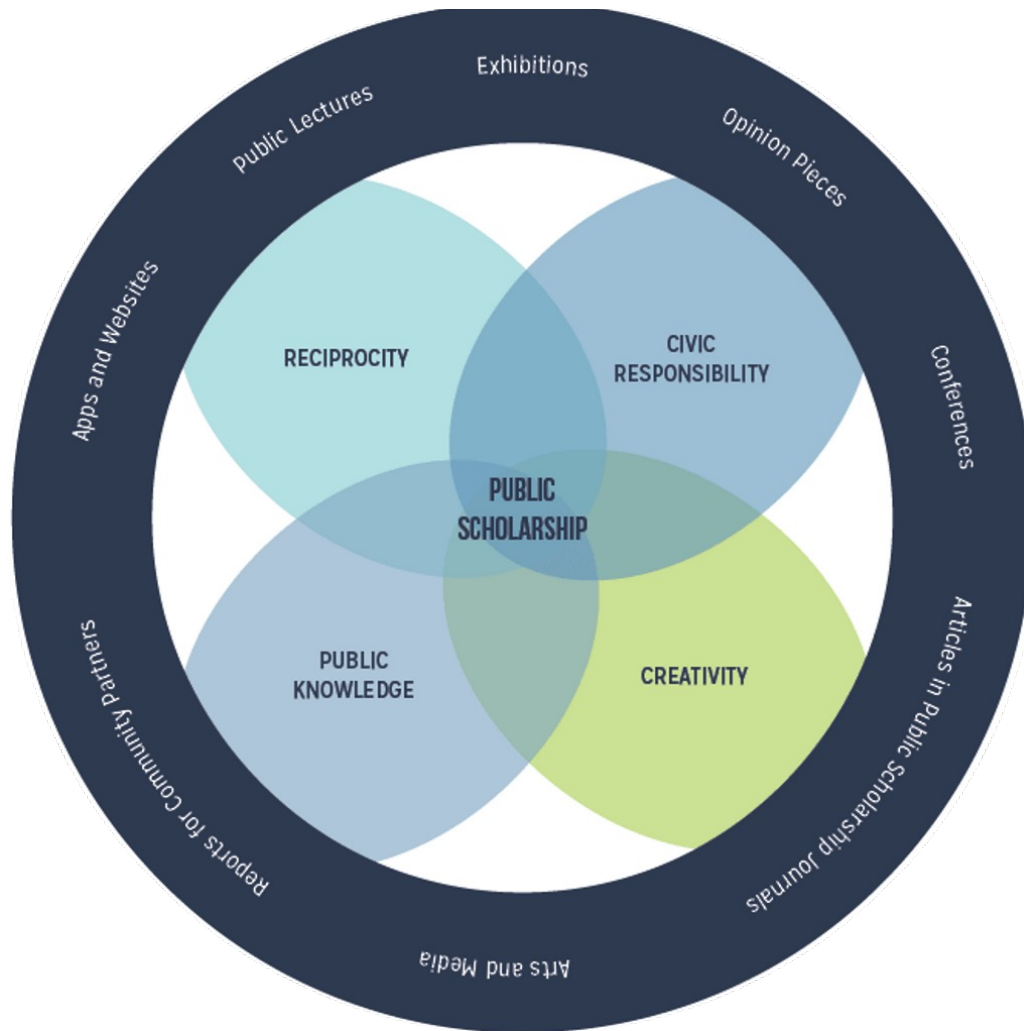 Exhibitions
Public Lectures
Opinion Pieces
Apps and Websites
Conferences
RECIPROCITY
CIVIC
RESPONSIBILITY
PUBLIC
SCHOLARSHIP
PUBLIC
KNOWLEDGE
CREATIVITY
Reports for Community Partners
Articles in Public Scholarship Journals
Arts and Media